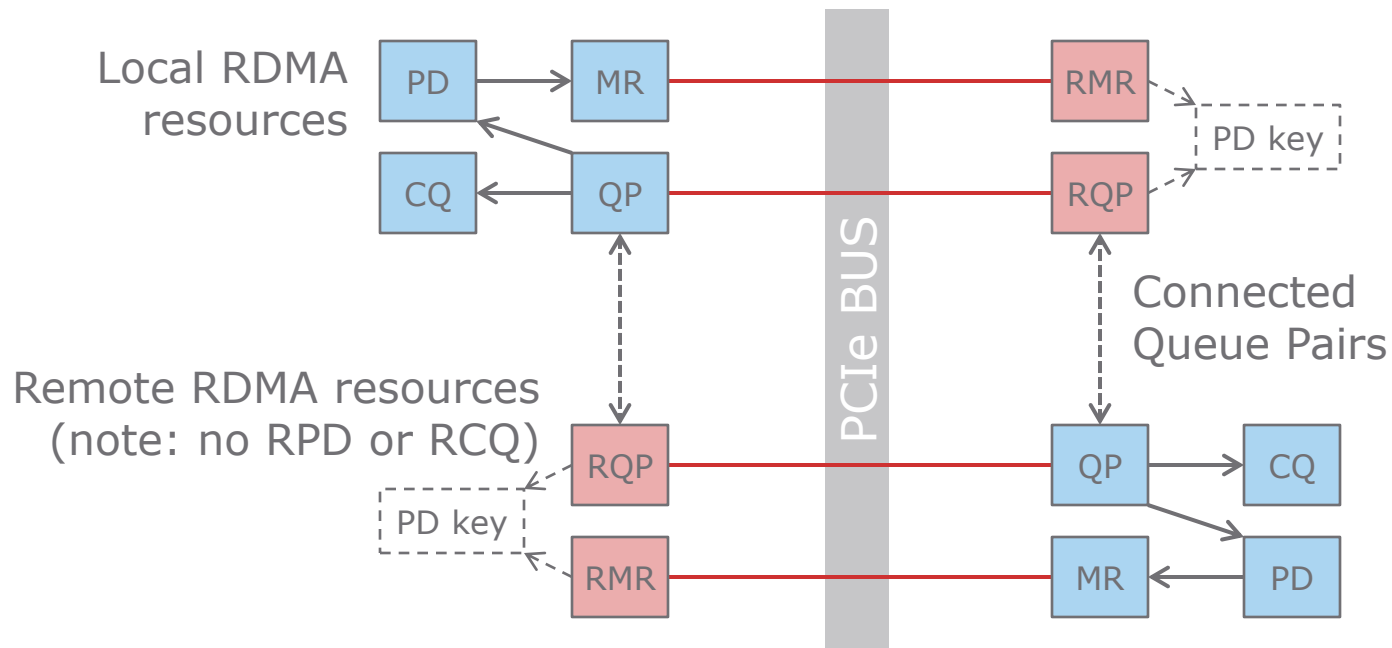 Local RDMA
resources
PD
MR
RMR
PD key
CQ
QP
RQP
PCIe BUS
Connected
Queue Pairs
Remote RDMA resources
(note: no RPD or RCQ)
RQP
QP
CQ
PD key
RMR
MR
PD